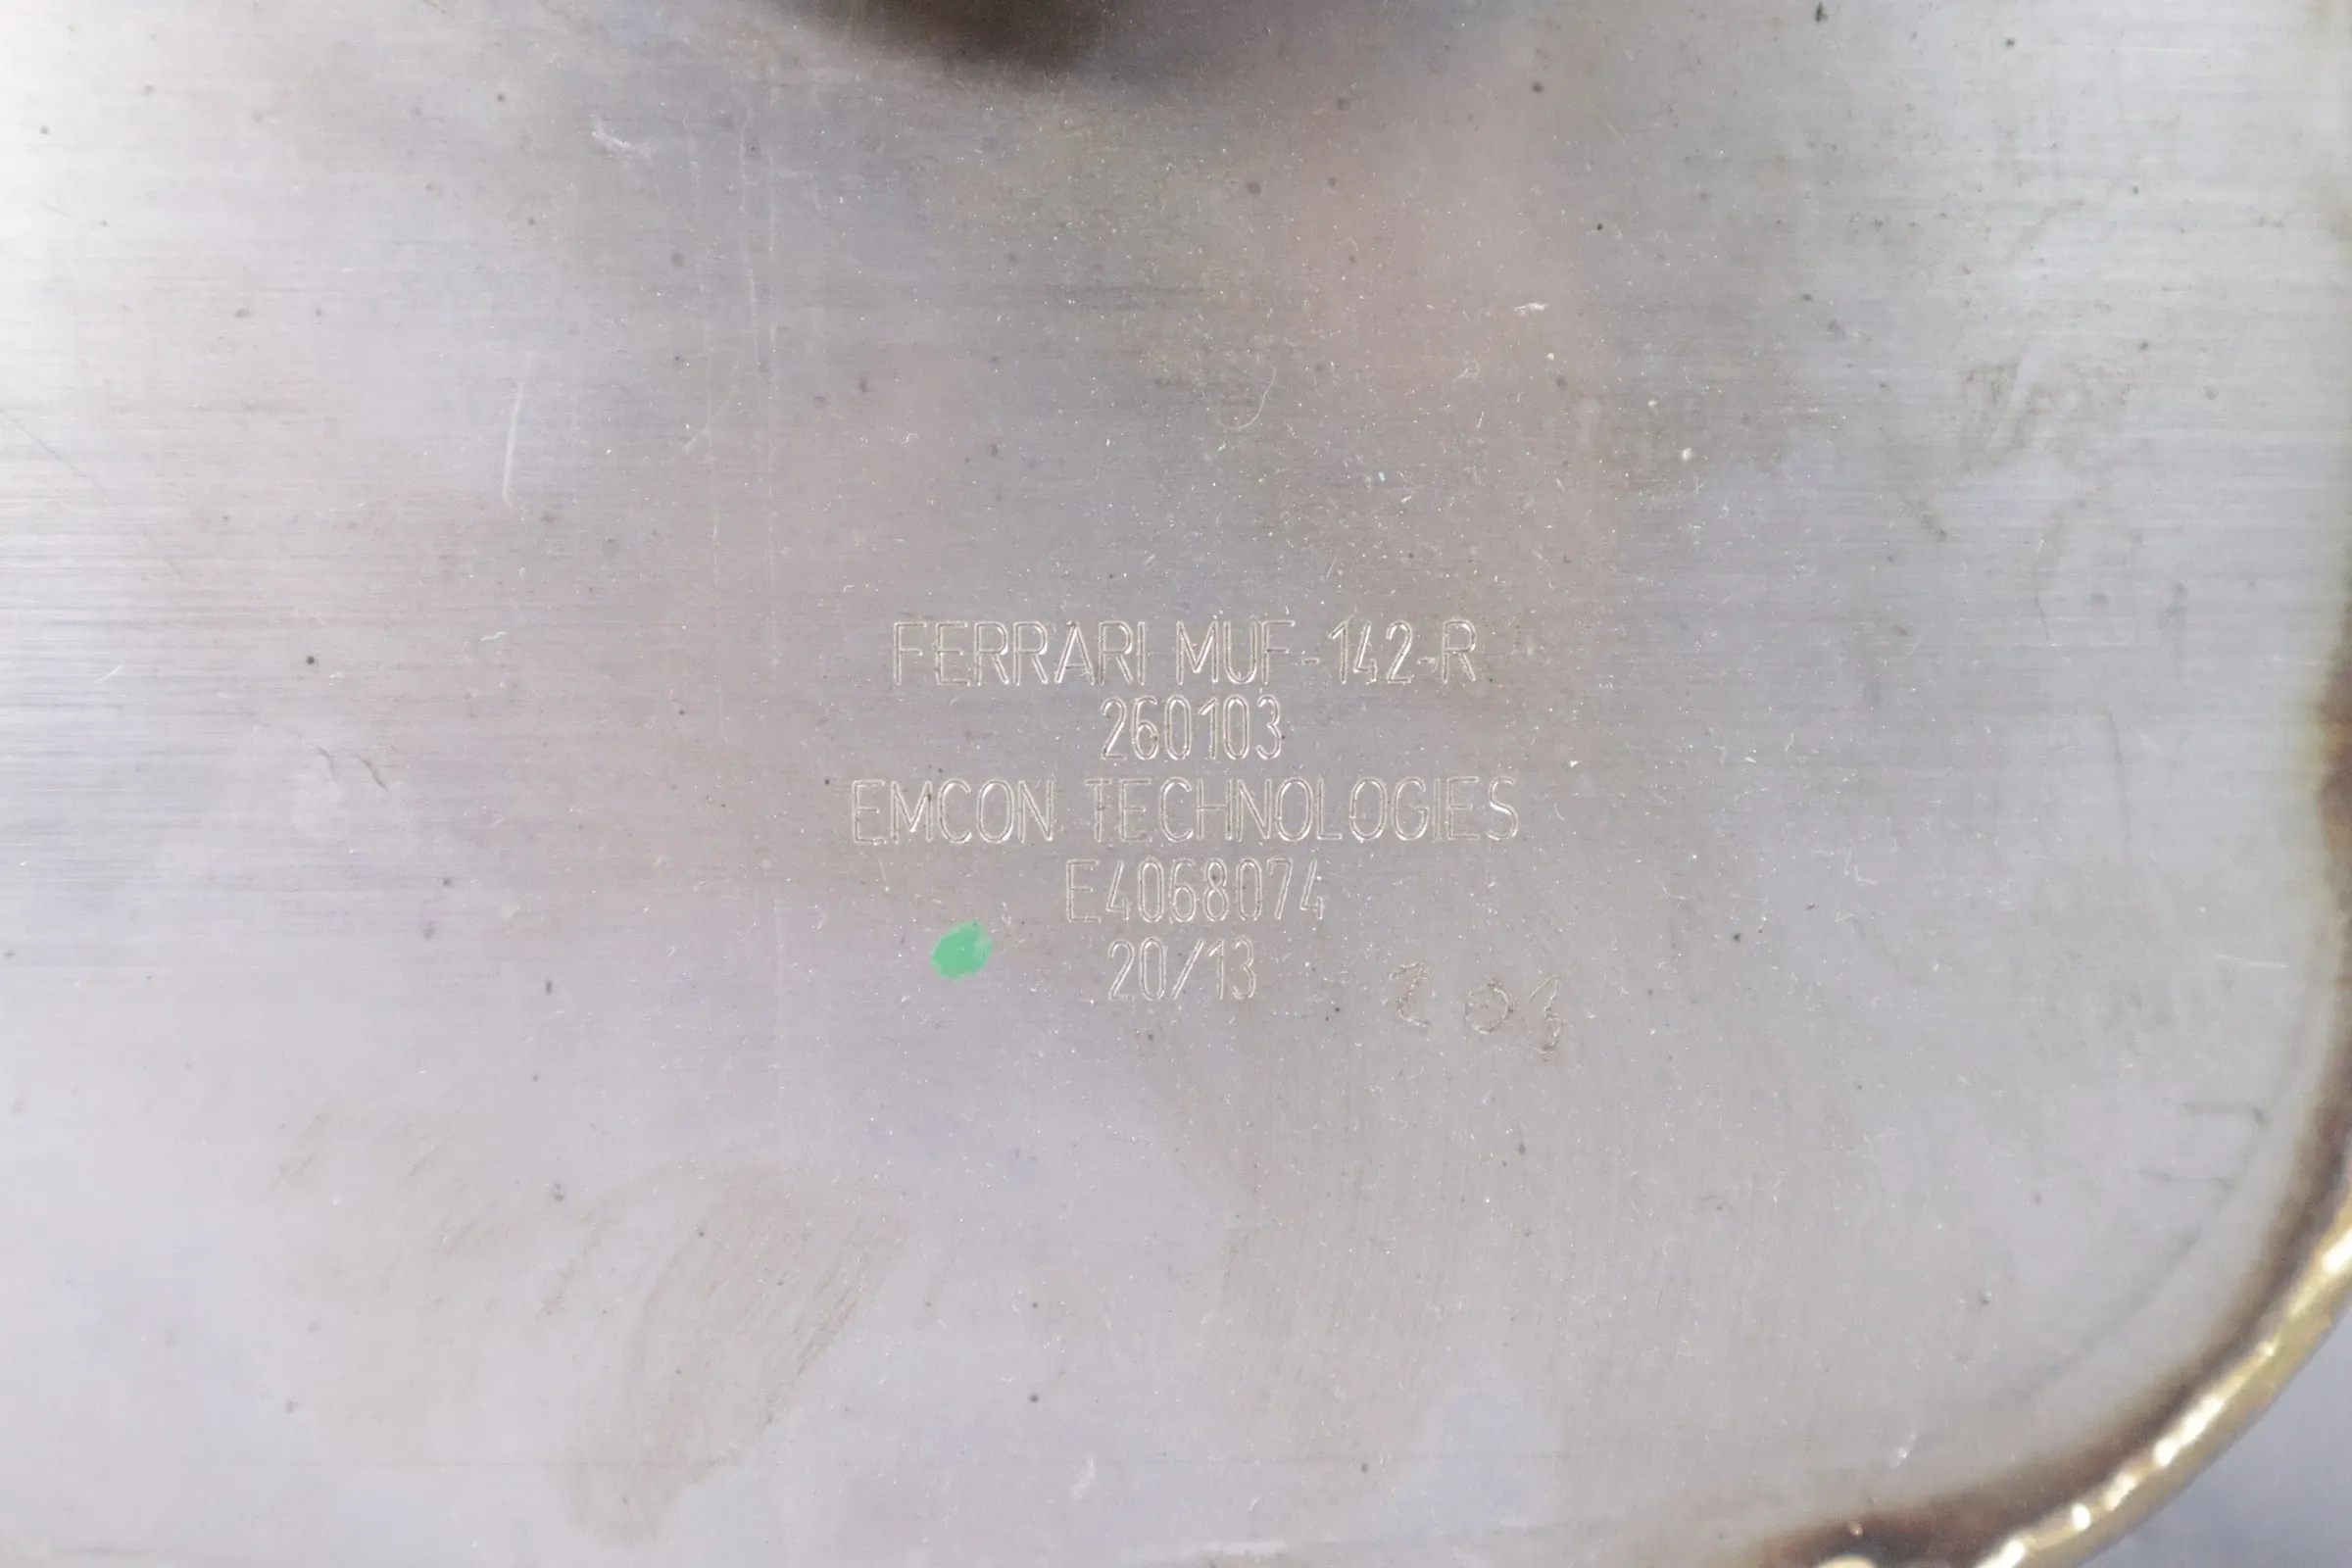 FERRARI MUF-142-R
260103
EMCON TECHNOLOGIES
E4068074
20/13